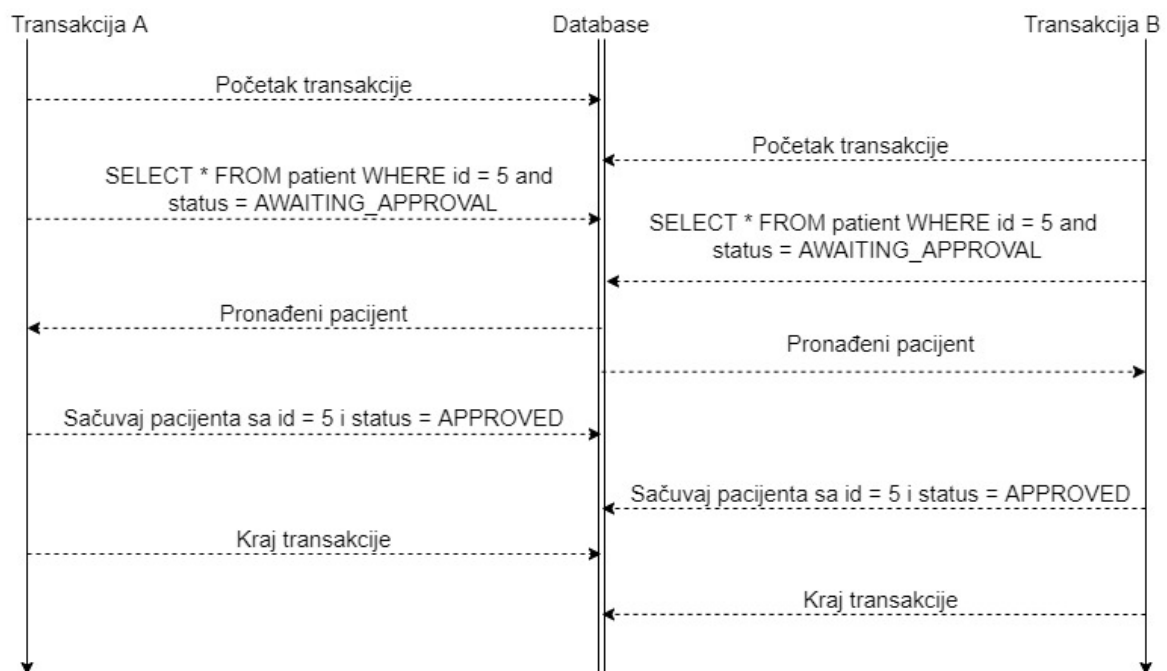 Transakcija A
Database
Transakcija B
Početak transakcije
Početak transakcije
SELECT * FROM patient WHERE id = 5 and
status = AWAITING_APPROVAL
SELECT * FROM patient WHERE id = 5 and
status = AWAITING_APPROVAL
Pronađeni pacijent
Pronađeni pacijent
Sačuvaj pacijenta sa id = 5 i status = APPROVED
Sačuvaj pacijenta sa id = 5 i status = APPROVED
Kraj transakcije
Kraj transakcije